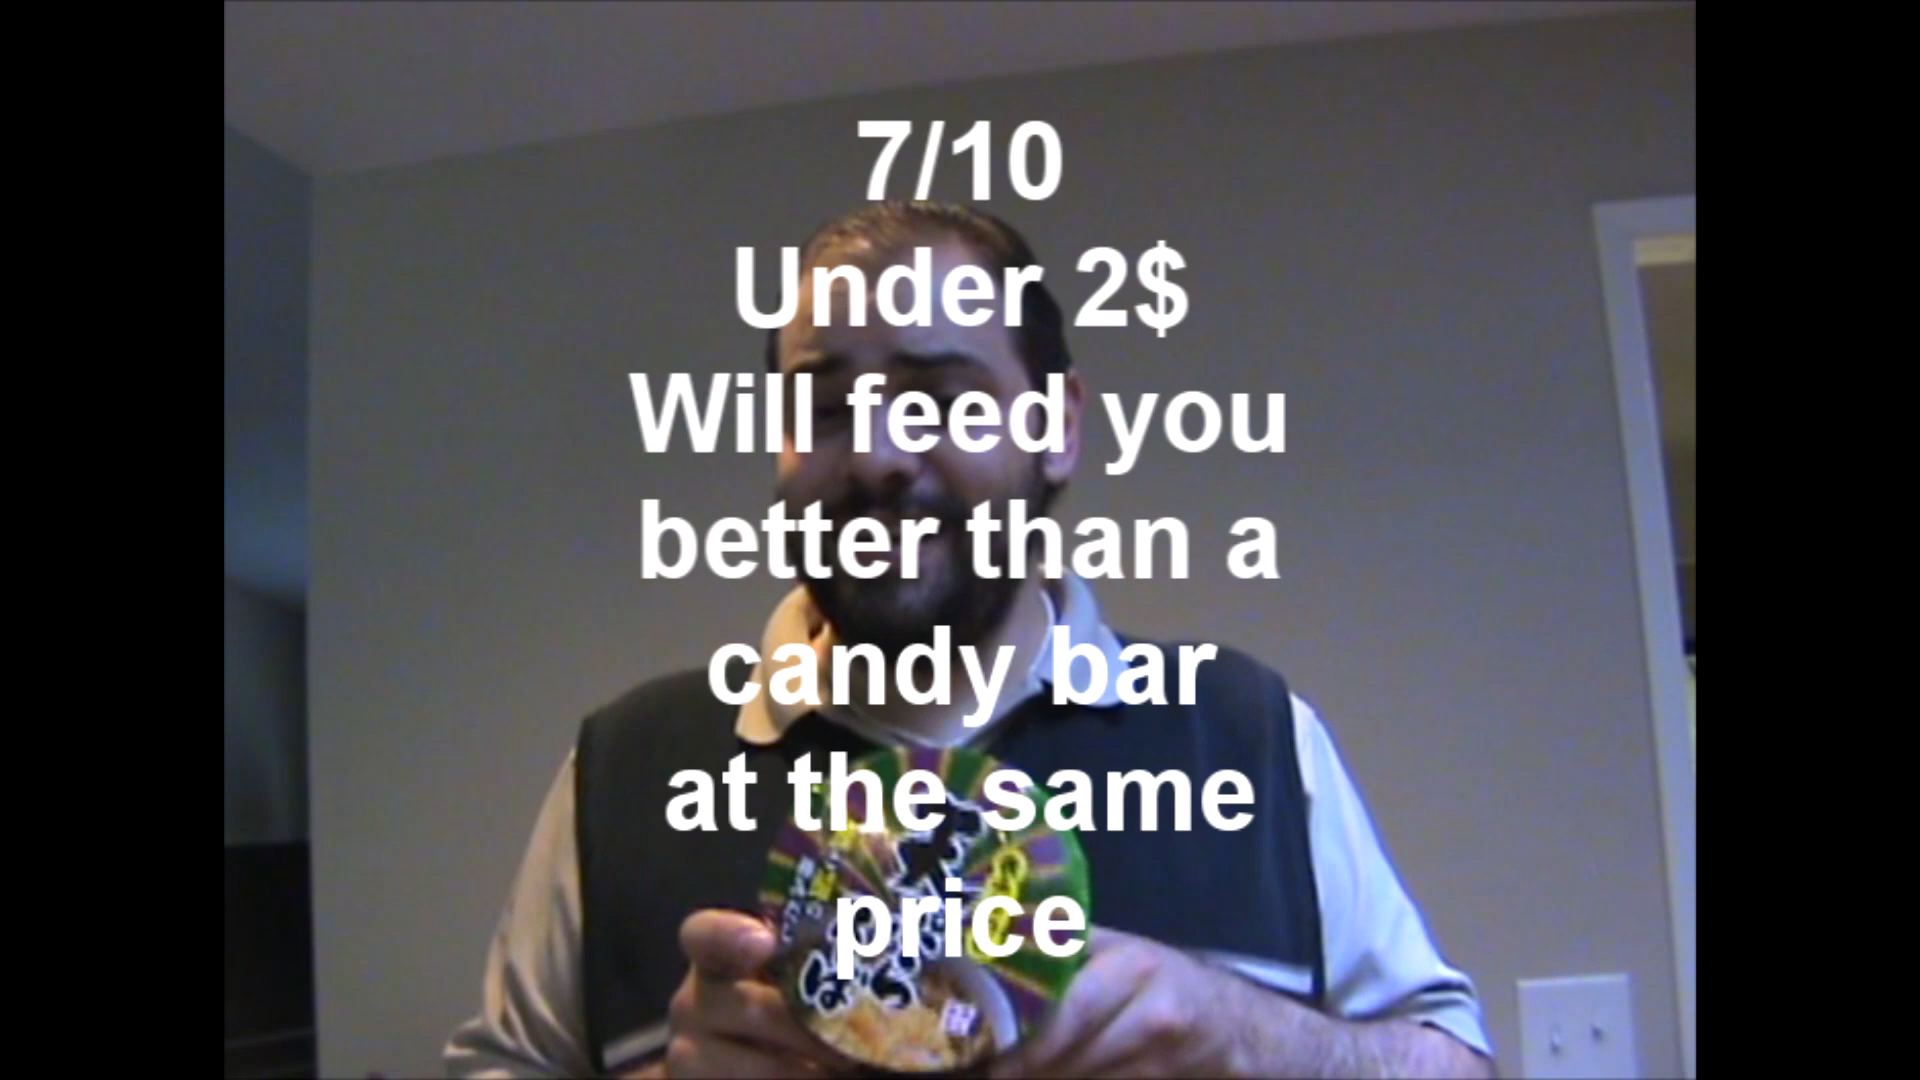 7/10
Under 2$
Will feed you
better than a
candy bar
at the same
price